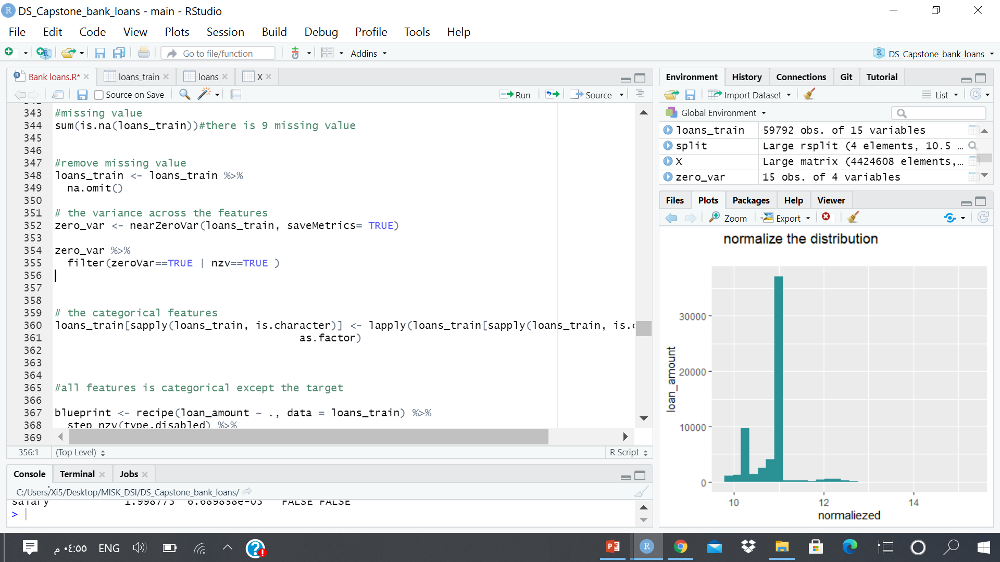 DS_Capstone_bank_loans - main - RStudio
File Edit Code View Plots Session Build Debug Profile Tools Help
Go to file/function Addins DS_Capstone_bank_loans
Bank loans.R* loans_train loans X
Source on Save Run Source
343 #missing value
344 sum(is.na(loans_train))#there is 9 missing value
345
346
347 #remove missing value
348 loans_train <- loans_train %>%
349 na.omit()
350
351 # the variance across the features
352 zero_var <- nearZeroVar(loans_train, saveMetrics= TRUE)
353
354 zero_var %>%
355 filter(zeroVar==TRUE | nzv==TRUE )
356
357
358
359 # the categorical features
360 loans_train[sapply(loans_train, is.character)] <- lapply(loans_train[sapply(loans_train, is.c
361 as.factor)
362
363
364
365 #all features is categorical except the target
366
367 blueprint <- recipe(loan_amount ~ ., data = loans_train) %>%
368 step_nzv(type.disabled) %>%
369
356:1 (Top Level) R Script
Console Terminal Jobs
C:/Users/Xi5/Desktop/MISK_DSI/DS_Capstone_bank_loans/
salary 1.998773 6.689858e-03 FALSE FALSE
>
Environment History Connections Git Tutorial
Import Dataset List
Global Environment
loans_train 59792 obs. of 15 variables
split Large rsplit (4 elements, 10.5 …
X Large matrix (4424608 elements,…
zero_var 15 obs. of 4 variables
Files Plots Packages Help Viewer
Zoom Export
normalize the distribution
loan_amount
30000
20000
10000
0
10 12 14
normaliezed
٠٤:٥٥ م ENG